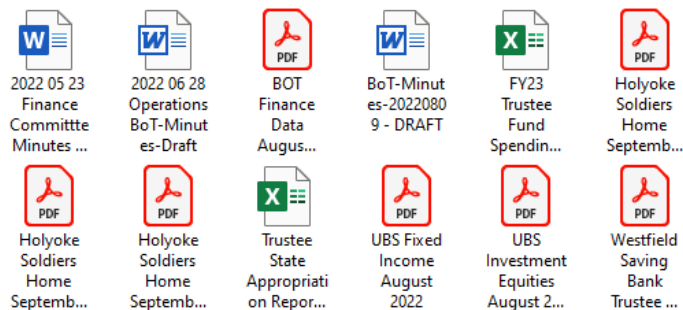 W
W
PDF
W
X
PDF
2022 05 23
Finance
Committte
Minutes ...
2022 06 28
Operations
BoT-Minut
es-Draft
BOT
Finance
Data
Augus...
BoT-Minut
es-2022080
9 - DRAFT
FY23
Trustee
Fund
Spendin...
Holyoke
Soldiers
Home
Septemb...
PDF
PDF
X
PDF
PDF
PDF
Holyoke
Soldiers
Home
Septemb...
Holyoke
Soldiers
Home
Septemb...
Trustee
State
Appropriati
on Repor...
UBS Fixed
Income
August
2022
UBS
Investment
Equities
August 2...
Westfield
Saving
Bank
Trustee ...